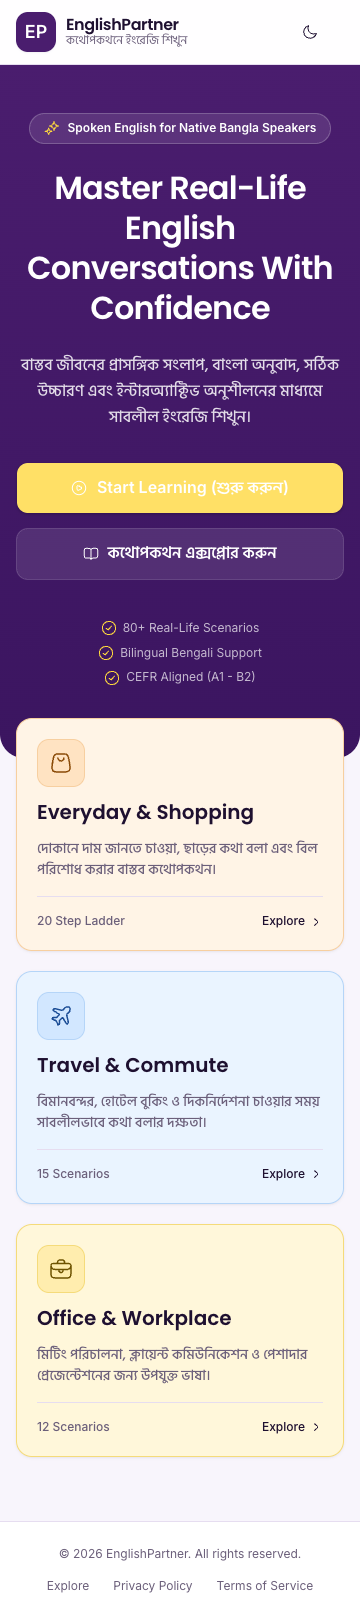 EP
EnglishPartner
কথোপকথনে ইংরেজি শিখুন
Spoken English for Native Bangla Speakers
Master Real-Life
English
Conversations With
Confidence
বাস্তব জীবনের প্রাসঙ্গিক সংলাপ, বাংলা অনুবাদ, সঠিক
উচ্চারণ এবং ইন্টারঅ্যাক্টিভ অনুশীলনের মাধ্যমে
সাবলীল ইংরেজি শিখুন।
Start Learning (শুরু করুন)
কথোপকথন এক্সপ্লোর করুন
80+ Real-Life Scenarios
Bilingual Bengali Support
CEFR Aligned (A1 - B2)
Everyday & Shopping
দোকানে দাম জানতে চাওয়া, ছাড়ের কথা বলা এবং বিল
পরিশোধ করার বাস্তব কথোপকথন।
20 Step Ladder
Explore
Travel & Commute
বিমানবন্দর, হোটেল বুকিং ও দিকনির্দেশনা চাওয়ার সময়
সাবলীলভাবে কথা বলার দক্ষতা।
15 Scenarios
Explore
Office & Workplace
মিটিং পরিচালনা, ক্লায়েন্ট কমিউনিকেশন ও পেশাদার
প্রেজেন্টেশনের জন্য উপযুক্ত ভাষা।
12 Scenarios
Explore
© 2026 EnglishPartner. All rights reserved.
Explore Privacy Policy Terms of Service